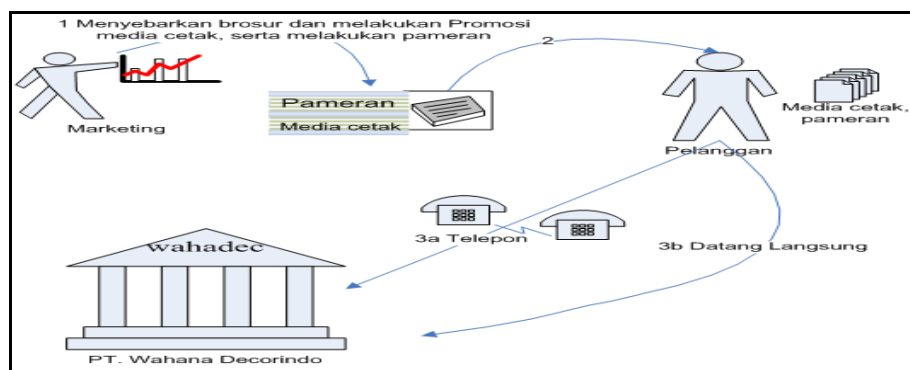 1 Menyebarkan brosur dan melakukan Promosi
media cetak, serta melakukan pameran
2
Marketing
Pameran
Media cetak
Media cetak,
pameran
Pelanggan
3a Telepon
3b Datang Langsung
wahadec
PT. Wahana Decorindo